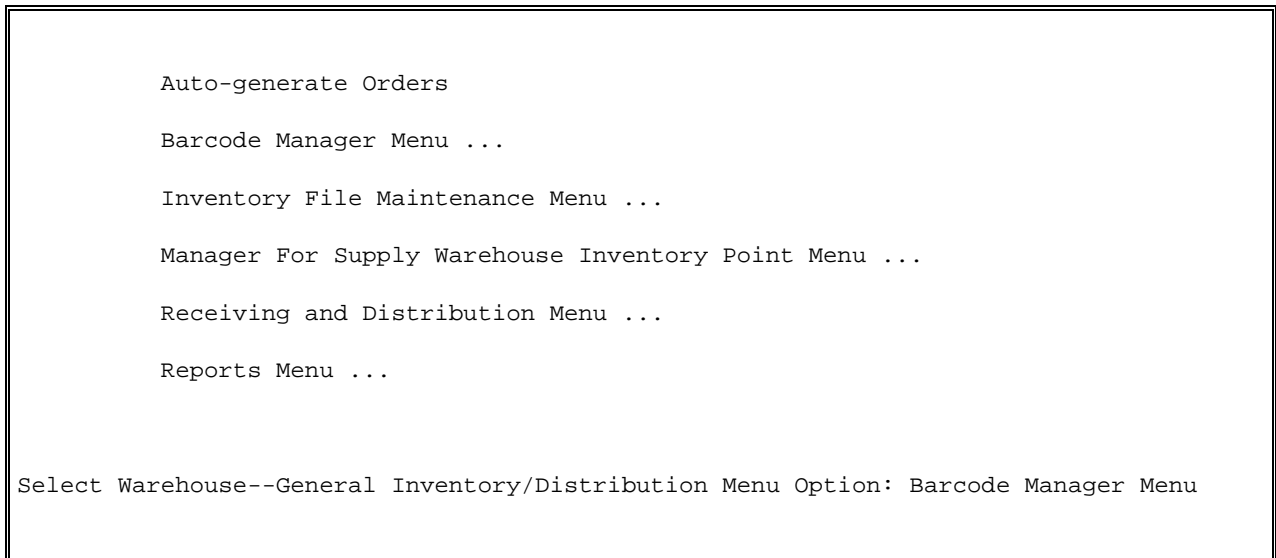 Auto-generate Orders
Barcode Manager Menu ...
Inventory File Maintenance Menu ...
Manager For Supply Warehouse Inventory Point Menu ...
Receiving and Distribution Menu ...
Reports Menu ...
Select Warehouse--General Inventory/Distribution Menu Option: Barcode Manager Menu